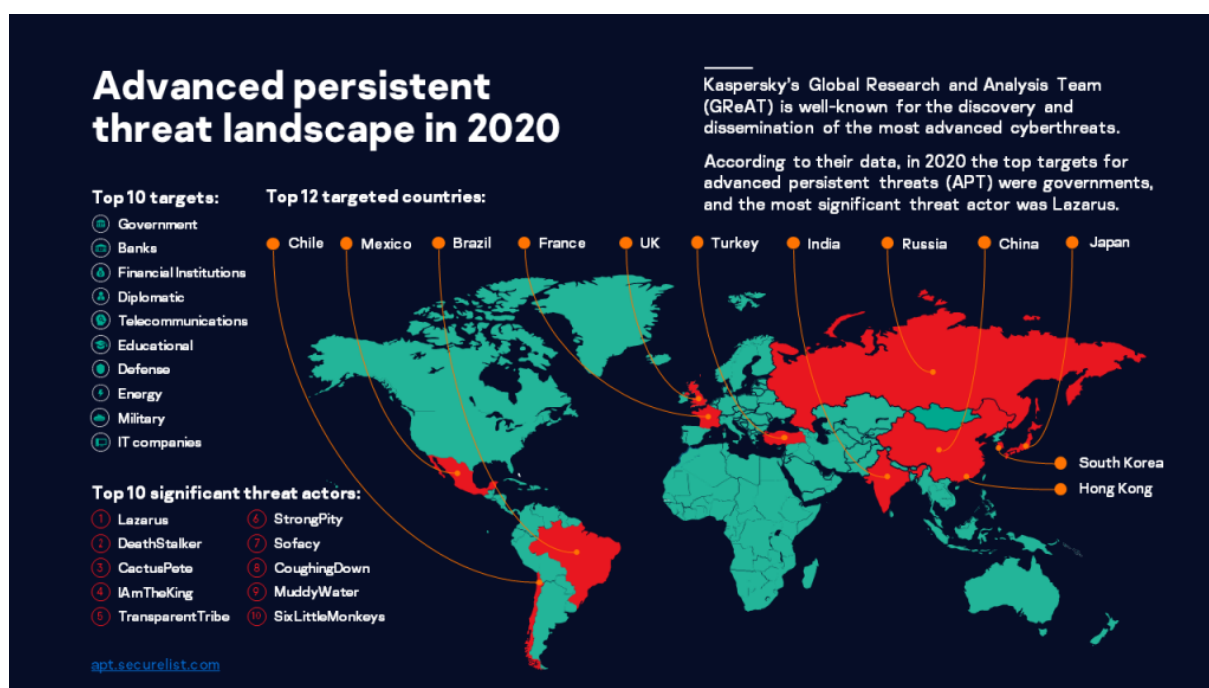 Advanced persistent
threat landscape in 2020
Kaspersky's Global Research and Analysis Team
(GReAT) is well-known for the discovery and
dissemination of the most advanced cyberthreats.
According to their data, in 2020 the top targets for
advanced persistent threats (APT) were governments,
and the most significant threat actor was Lazarus.
Top 10 targets:
Government
Banks
Financial Institutions
Diplomatic
Telecommunications
Educational
Defense
Energy
Military
IT companies
Top 12 targeted countries:
Chile
Mexico
Brazil
France
UK
Turkey
India
Russia
China
Japan
South Korea
Hong Kong
Top 10 significant threat actors:
1 Lazarus
2 DeathStalker
3 CactusPete
4 IAmTheKing
5 TransparentTribe
6 StrongPity
7 Sofacy
8 CoughingDown
9 MuddyWater
10 SixLittleMonkeys
apt.securelist.com